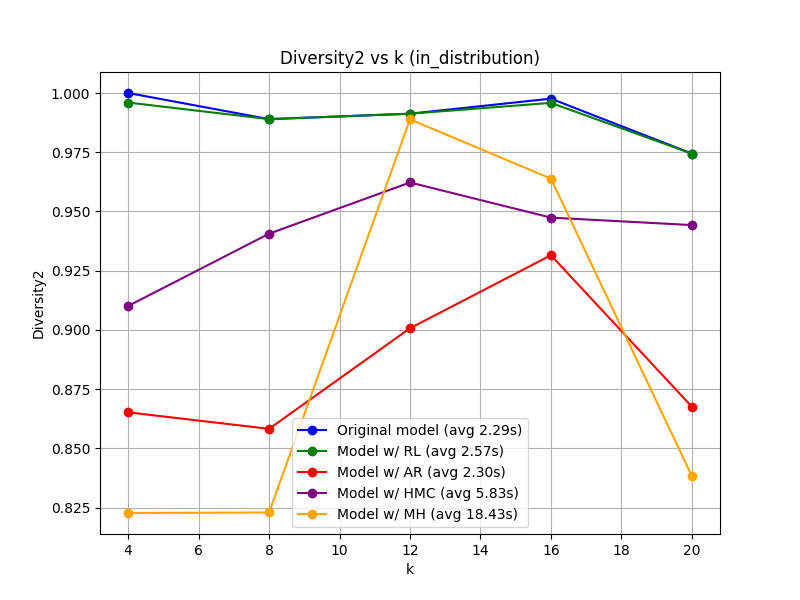 Diversity2 vs k (in_distribution)
1.000
0.975
0.950
0.925
0.900
0.875
0.850
0.825
Diversity2
Original model (avg 2.29s)
Model w/ RL (avg 2.57s)
Model w/ AR (avg 2.30s)
Model w/ HMC (avg 5.83s)
Model w/ MH (avg 18.43s)
4 6 8 10 12 14 16 18 20
k